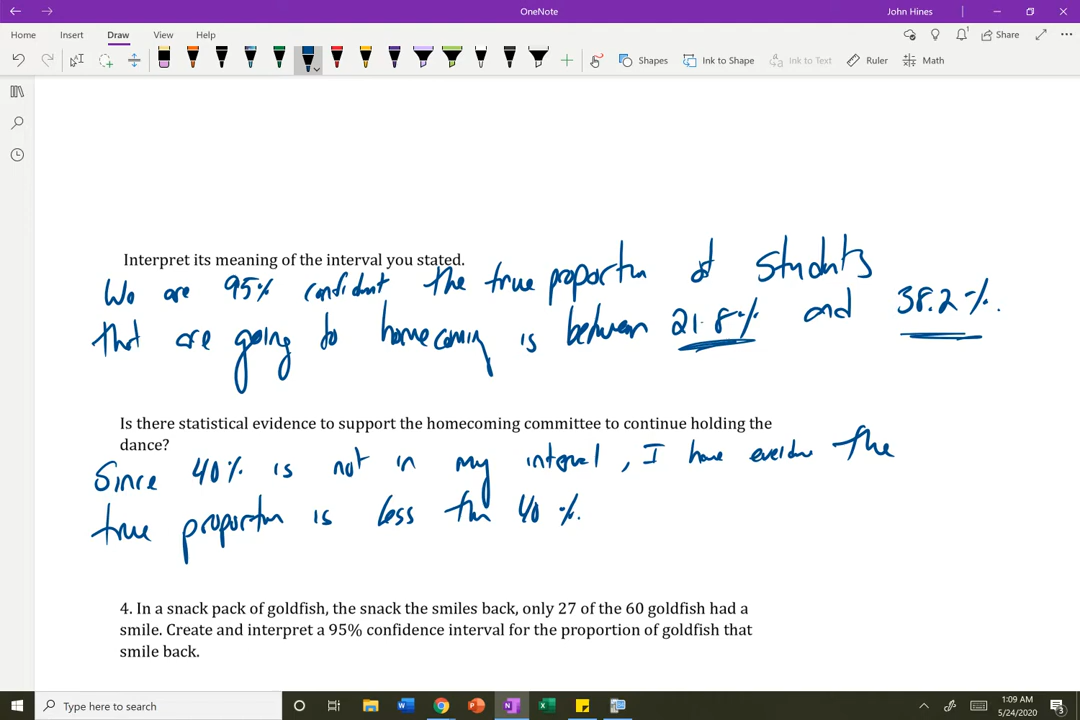 OneNote
John Hines
Home Insert Draw View Help
Share
Shapes Ink to Shape Ink to Text Ruler Math
Interpret its meaning of the interval you stated.
We are 95% confident the true proportion of students
that are going to homecoming is between 21.8% and 38.2%.
Is there statistical evidence to support the homecoming committee to continue holding the
dance?
Since 40% is not in my interval, I have evidence the
true proportion is less than 40%.
4. In a snack pack of goldfish, the snack the smiles back, only 27 of the 60 goldfish had a
smile. Create and interpret a 95% confidence interval for the proportion of goldfish that
smile back.
Type here to search
1:09 AM
5/24/2020
3